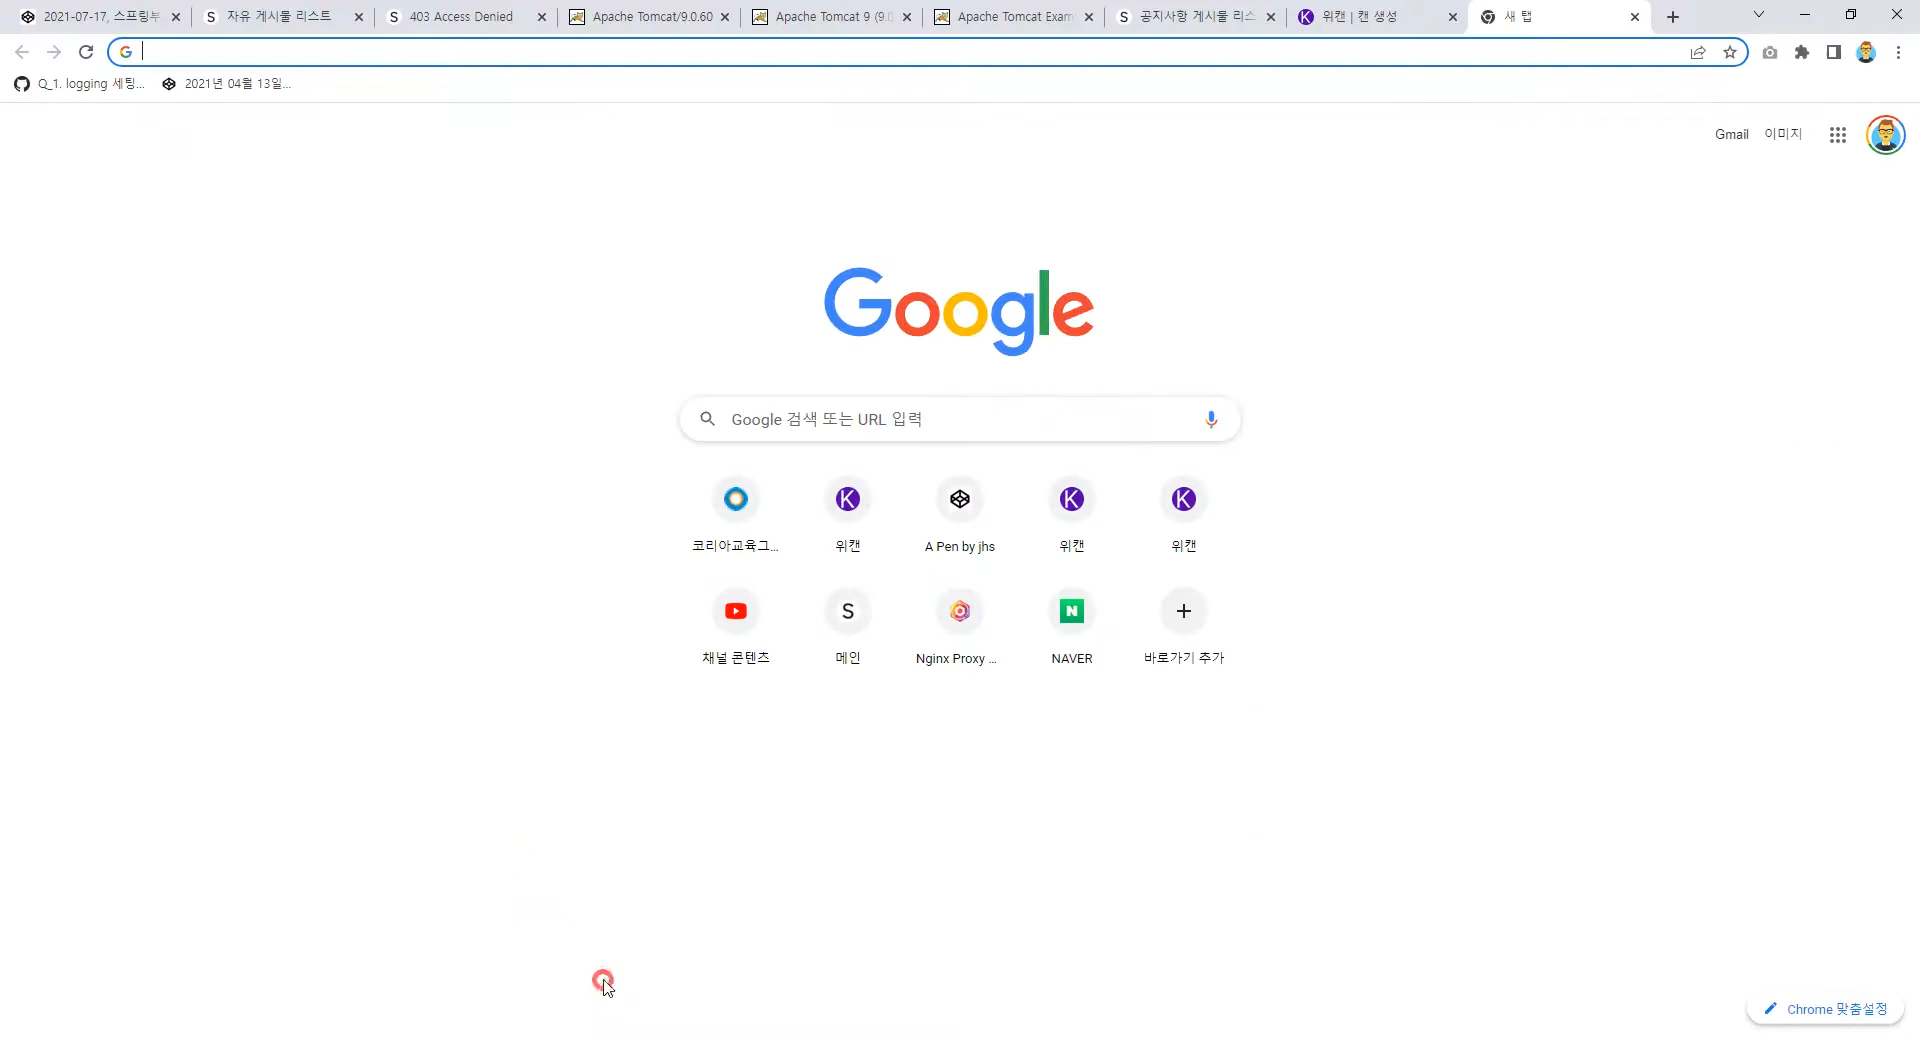 2021-07-17, 스프링부
자유 게시물 리스트
403 Access Denied
Apache Tomcat/9.0.60
Apache Tomcat 9 (9.0
Apache Tomcat Exam
공지사항 게시물 리스
위캔 | 캔 생성
새 탭
Q_1. logging 세팅...
2021년 04월 13일...
Gmail
이미지
Google
Google 검색 또는 URL 입력
코리아교육그...
위캔
A Pen by jhs
위캔
위캔
채널 콘텐츠
메인
Nginx Proxy ...
NAVER
바로가기 추가
Chrome 맞춤설정